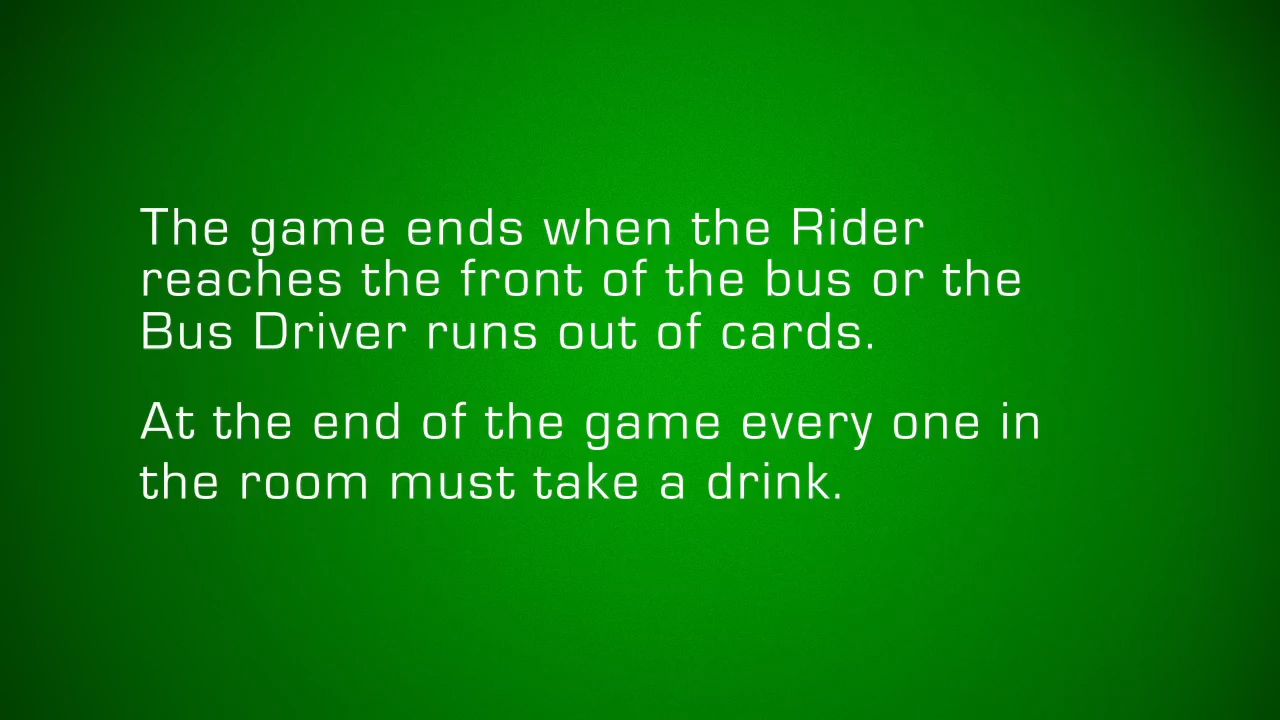 The game ends when the Rider
reaches the front of the bus or the
Bus Driver runs out of cards.
At the end of the game every one in
the room must take a drink.